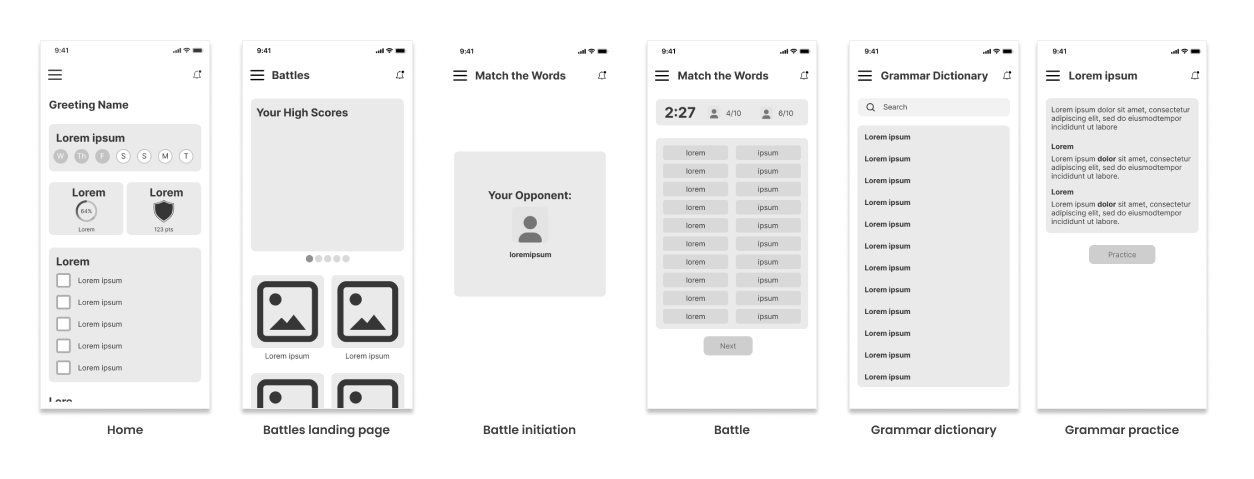 9:41
Greeting Name
Lorem ipsum
W Th F S S M T
Lorem
64%
Lorem
Lorem
123 pts
Lorem
Lorem ipsum
Lorem ipsum
Lorem ipsum
Lorem ipsum
Lorem ipsum
Home
9:41
Battles
Your High Scores
Lorem ipsum
Lorem ipsum
Battles landing page
9:41
Match the Words
Your Opponent:
loremipsum
Battle initiation
9:41
Match the Words
2:27 4/10 6/10
lorem ipsum
lorem ipsum
lorem ipsum
lorem ipsum
lorem ipsum
lorem ipsum
lorem ipsum
lorem ipsum
lorem ipsum
lorem ipsum
Next
Battle
9:41
Grammar Dictionary
Search
Lorem ipsum
Lorem ipsum
Lorem ipsum
Lorem ipsum
Lorem ipsum
Lorem ipsum
Lorem ipsum
Lorem ipsum
Lorem ipsum
Lorem ipsum
Lorem ipsum
Lorem ipsum
Grammar dictionary
9:41
Lorem ipsum
Lorem ipsum dolor sit amet, consectetur
adipiscing elit, sed do eiusmodtempor
incididunt ut labore
Lorem
Lorem ipsum dolor sit amet, consectetur
adipiscing elit, sed do eiusmodtempor
incididunt ut labore.
Lorem
Lorem ipsum dolor sit amet, consectetur
adipiscing elit, sed do eiusmodtempor
incididunt ut labore.
Practice
Grammar practice